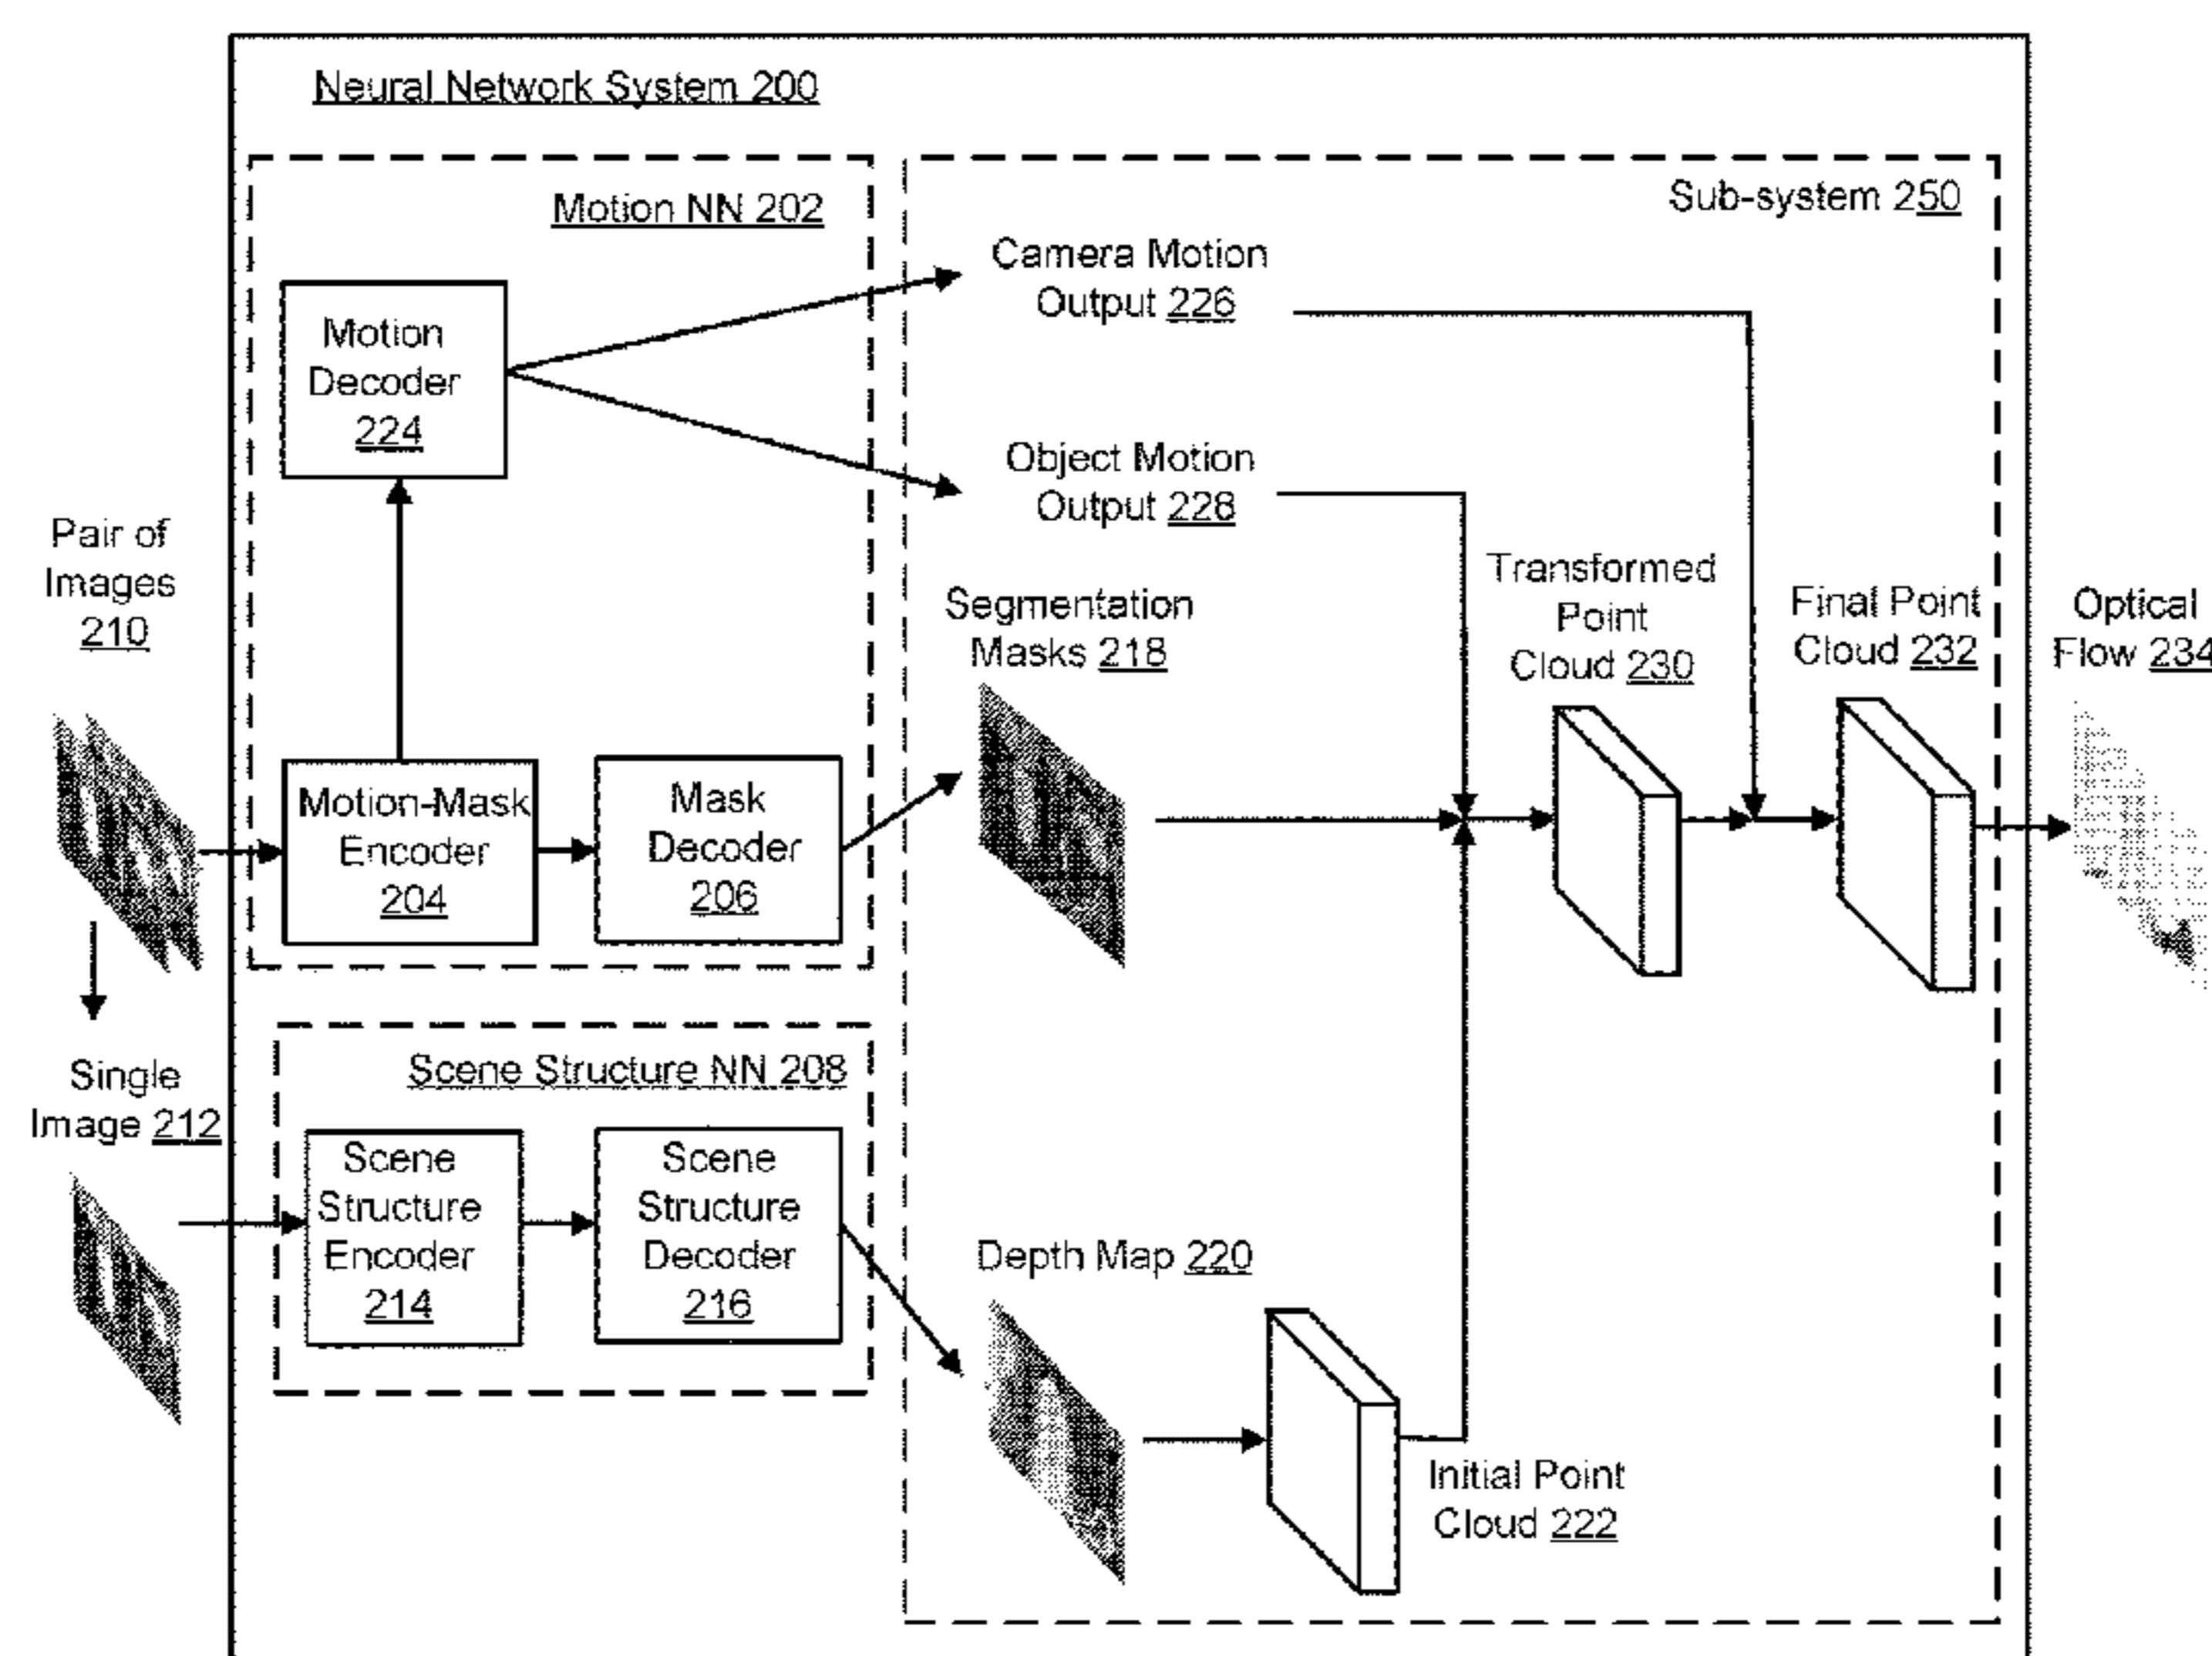 Neural Network System 200
Motion NN 202
Sub-system 250
Camera Motion
Output 226
Motion
Decoder
224
Object Motion
Output 228
Pair of
Images
210
Segmentation
Masks 218
Transformed
Point
Cloud 230
Final Point
Cloud 232
Optical
Flow 234
Motion-Mask
Encoder
204
Mask
Decoder
206
Single
Image 212
Scene Structure NN 208
Scene
Structure
Encoder
214
Scene
Structure
Decoder
216
Depth Map 220
Initial Point
Cloud 222